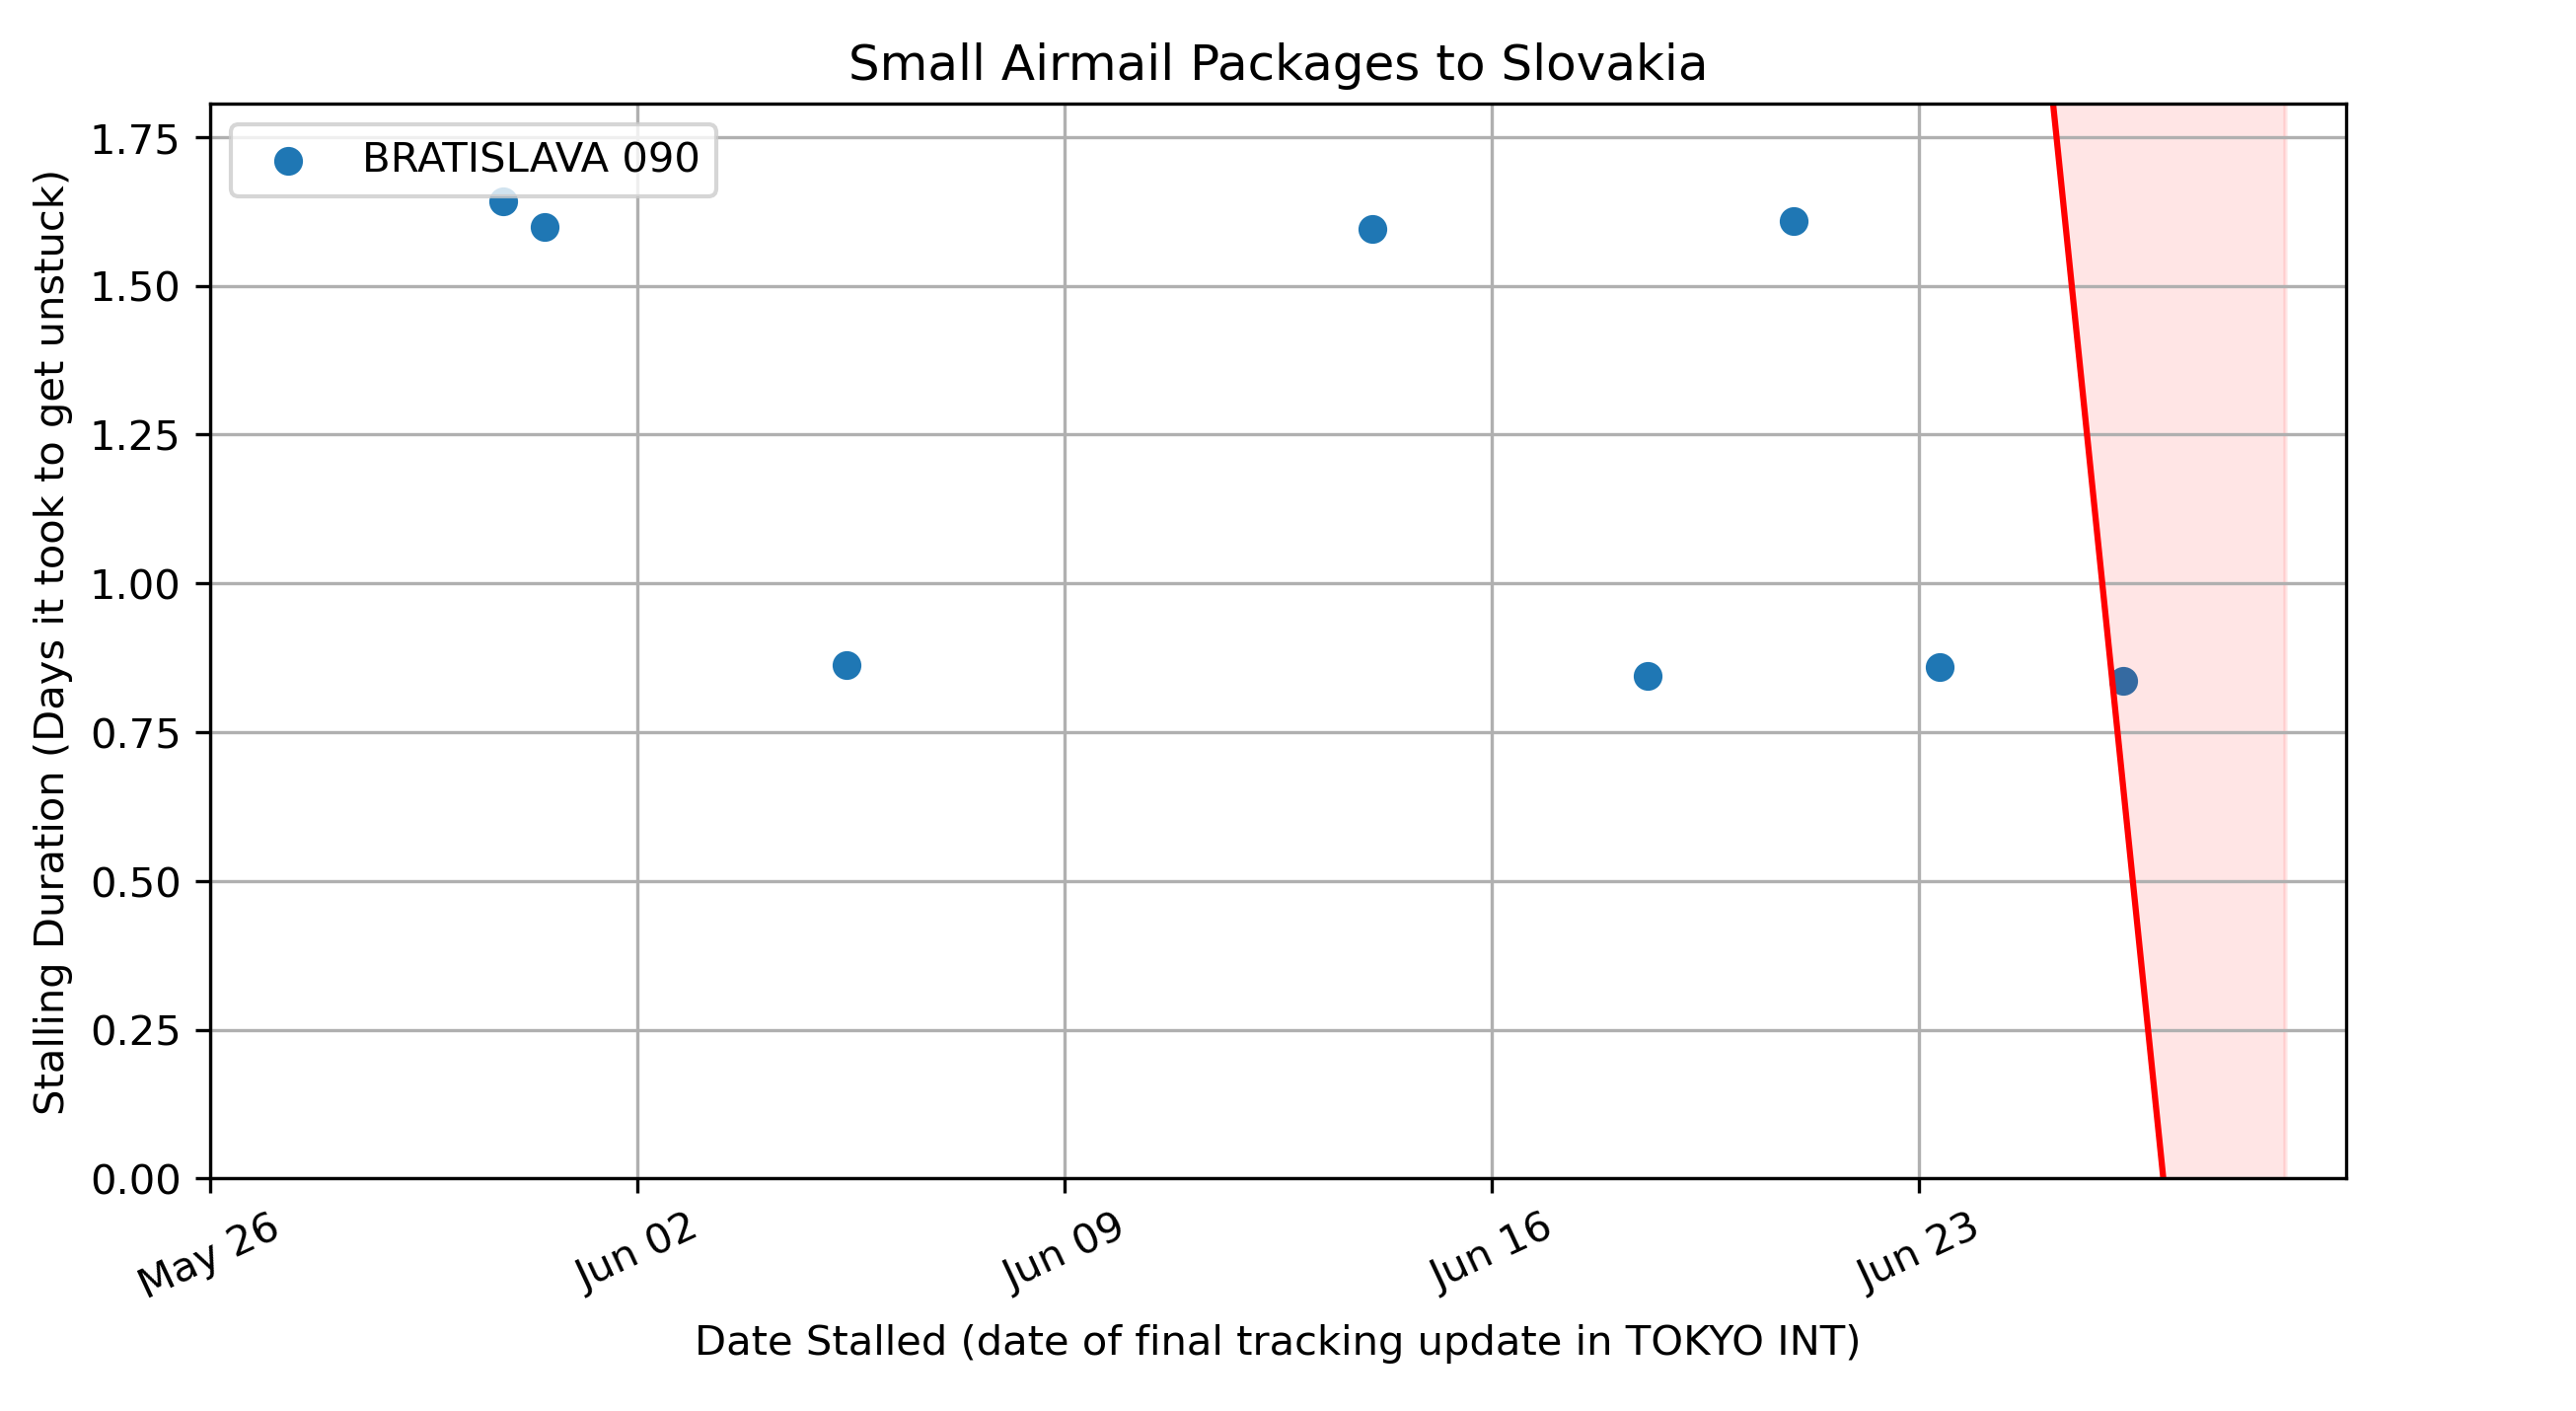 Small Airmail Packages to Slovakia
BRATISLAVA 090
Stalling Duration (Days it took to get unstuck)
1.75
1.50
1.25
1.00
0.75
0.50
0.25
0.00
May 26
Jun 02
Jun 09
Jun 16
Jun 23
Date Stalled (date of final tracking update in TOKYO INT)